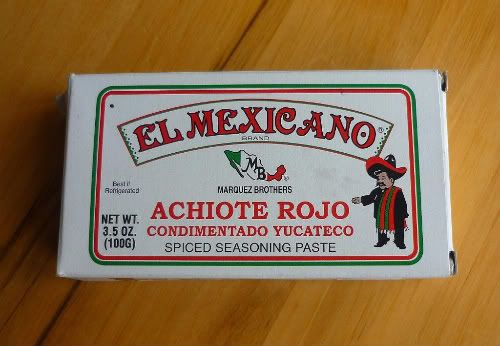 EL MEXICANO®
BRAND
MB ®
MARQUEZ BROTHERS
Best if
Refrigerated
NET WT.
3.5 OZ.
(100G)
ACHIOTE ROJO
CONDIMENTADO YUCATECO
SPICED SEASONING PASTE